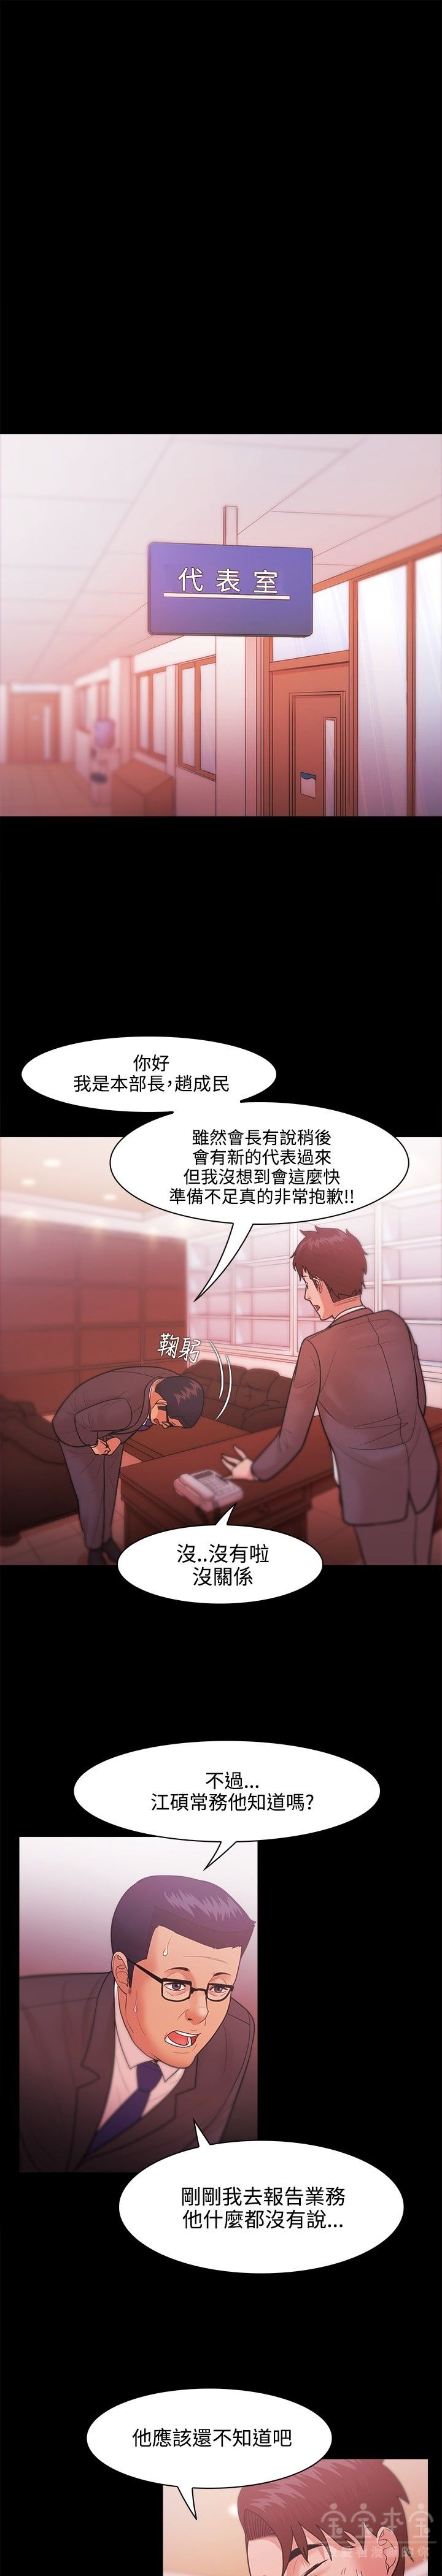 代表室
你好
我是本部長，趙成民
雖然會長有說稍後
會有新的代表過來
但我沒想到會這麼快
準備不足真的非常抱歉!!
鞠躬
沒..沒有啦
沒關係
不過...
江碩常務他知道嗎?
剛剛我去報告業務
他什麼都沒有說...
他應該還不知道吧